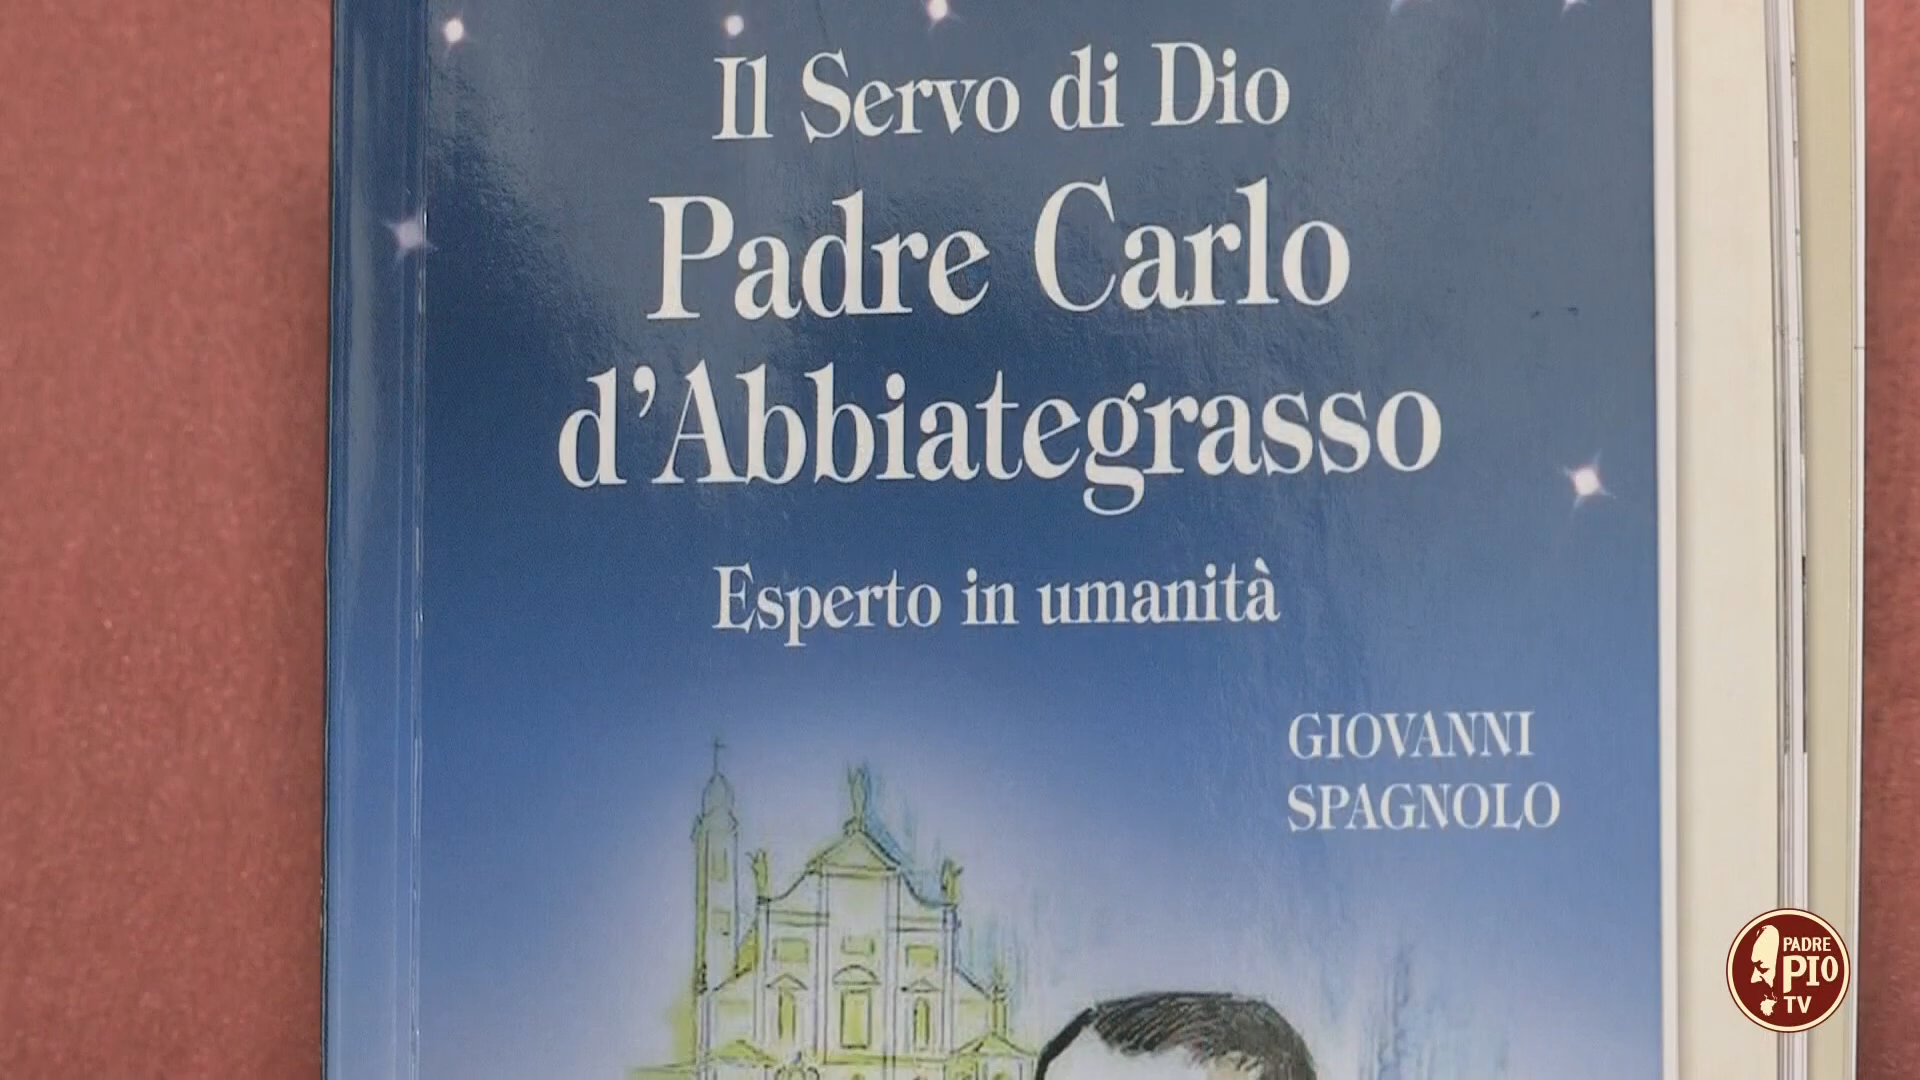 Il Servo di Dio
Padre Carlo
d'Abbiategrasso
Esperto in umanità
GIOVANNI
SPAGNOLO
PADRE
PIO
TV